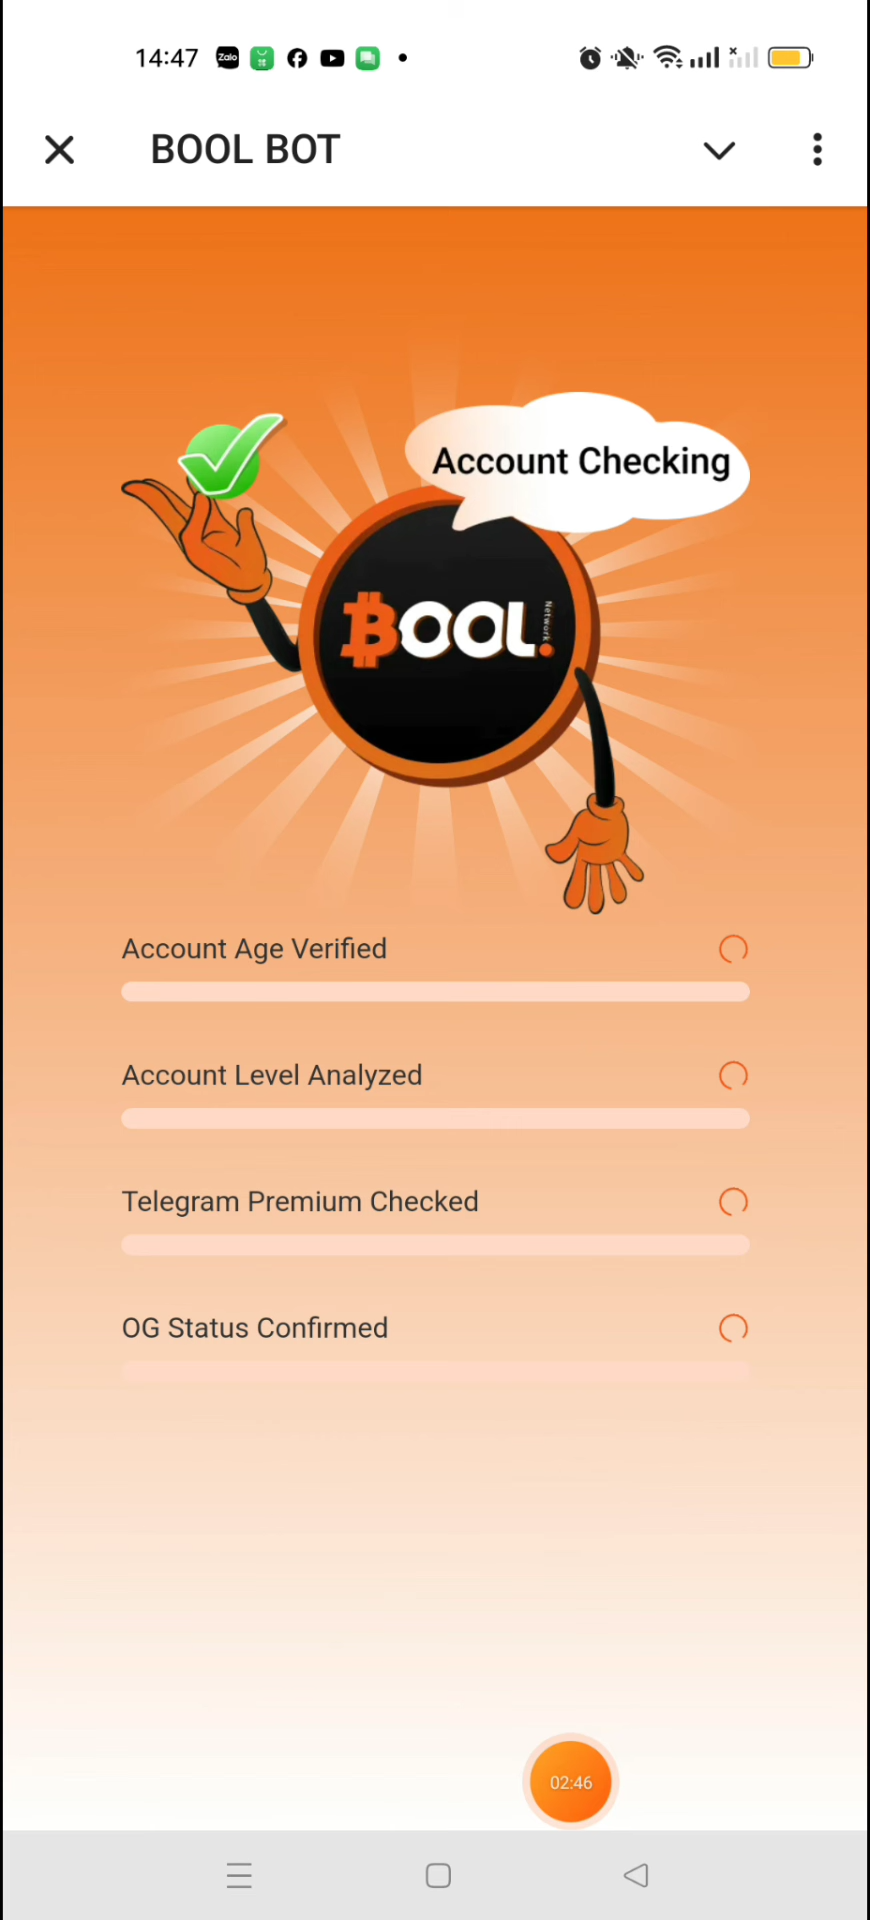 14:47 Zalo
BOOL BOT
Account Checking
BOOL Network
Account Age Verified
Account Level Analyzed
Telegram Premium Checked
OG Status Confirmed
02:46